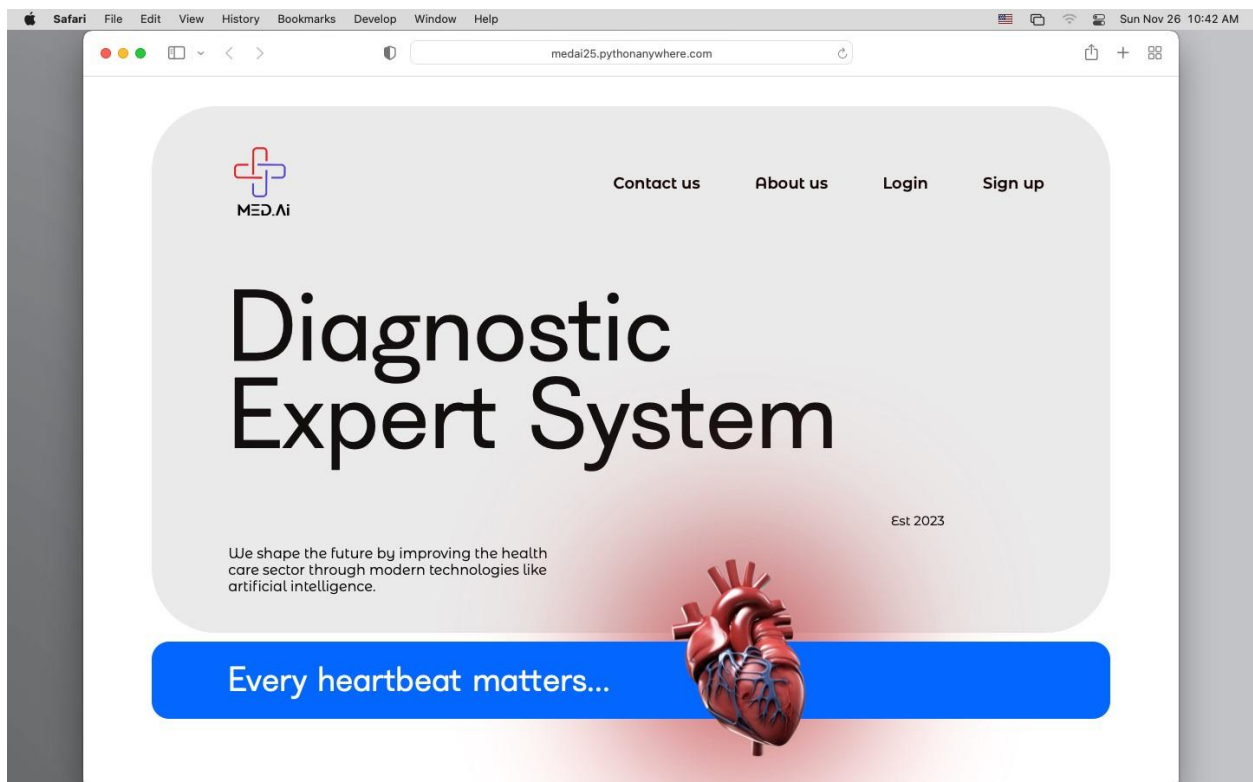 Safari File Edit View History Bookmarks Develop Window Help Sun Nov 26 10:42 AM
medai25.pythonanywhere.com
MED.Ai
Contact us About us Login Sign up
Diagnostic
Expert System
Est 2023
We shape the future by improving the health
care sector through modern technologies like
artificial intelligence.
Every heartbeat matters...